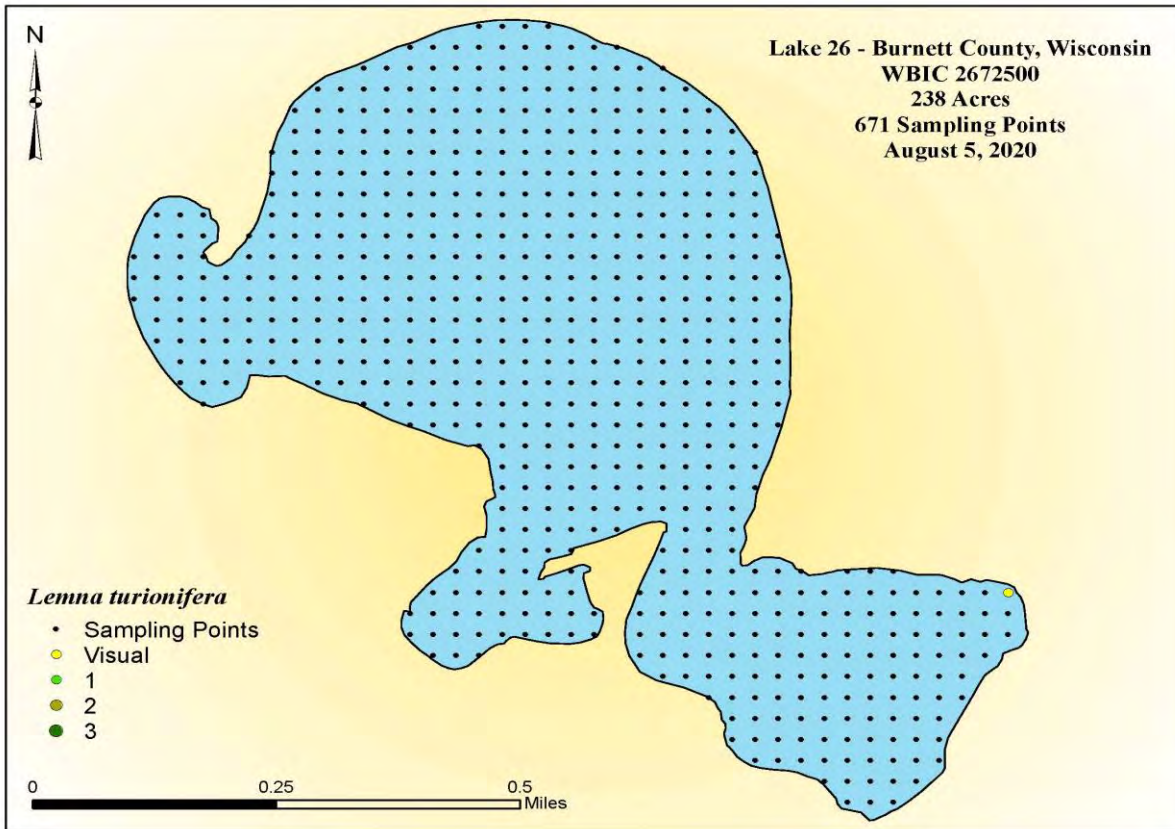 N
Lake 26 - Burnett County, Wisconsin
WBIC 2672500
238 Acres
671 Sampling Points
August 5, 2020
Lemna turionifera
Sampling Points
Visual
1
2
3
0 0.25 0.5
Miles